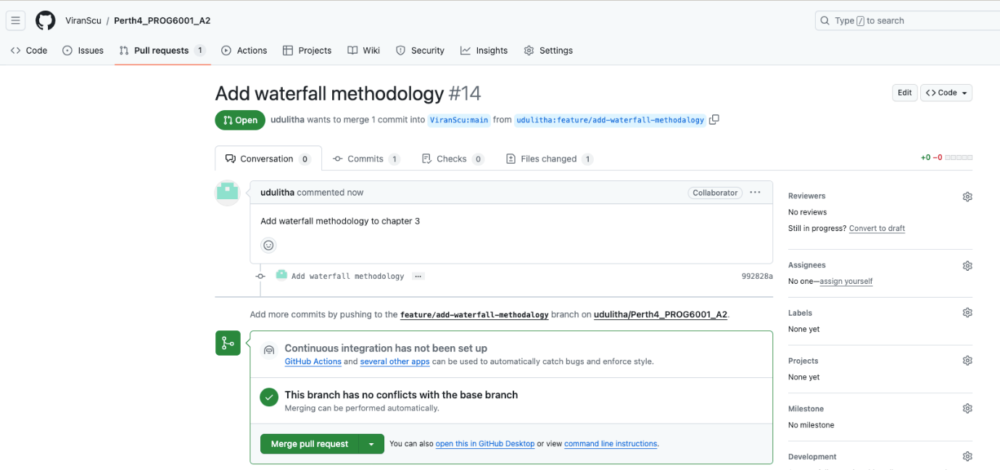 ViranScu / Perth4_PROG6001_A2
Type / to search
Code Issues Pull requests 1 Actions Projects Wiki Security Insights Settings
Add waterfall methodology #14
Edit
<> Code
Open
udulitha wants to merge 1 commit into ViranScu:main from udulitha:feature/add-waterfall-methodalogy
Conversation 0
Commits 1
Checks 0
Files changed 1
+0 −0
udulitha commented now
Collaborator
Add waterfall methodology to chapter 3
Add waterfall methodology
992828a
Add more commits by pushing to the feature/add-waterfall-methodalogy branch on udulitha/Perth4_PROG6001_A2.
Continuous integration has not been set up
GitHub Actions and several other apps can be used to automatically catch bugs and enforce style.
This branch has no conflicts with the base branch
Merging can be performed automatically.
Merge pull request
You can also open this in GitHub Desktop or view command line instructions.
Reviewers
No reviews
Still in progress? Convert to draft
Assignees
No one—assign yourself
Labels
None yet
Projects
None yet
Milestone
No milestone
Development